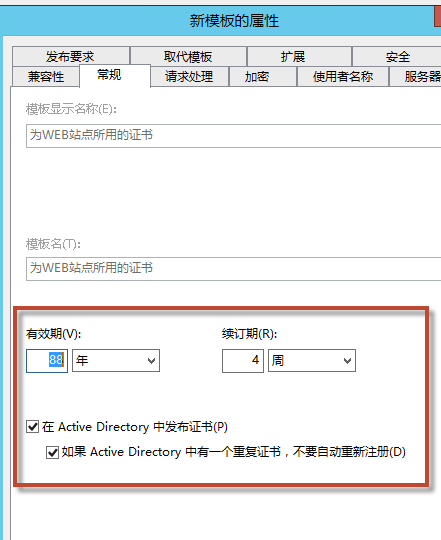 新模板的属性
发布要求 取代模板 扩展 安全
兼容性 常规 请求处理 加密 使用者名称 服务器
模板显示名称(E):
为WEB站点所用的证书
模板名(T):
为WEB站点所用的证书
有效期(V): 续订期(R):
88 年 4 周
在 Active Directory 中发布证书(P)
如果 Active Directory 中有一个重复证书，不要自动重新注册(D)